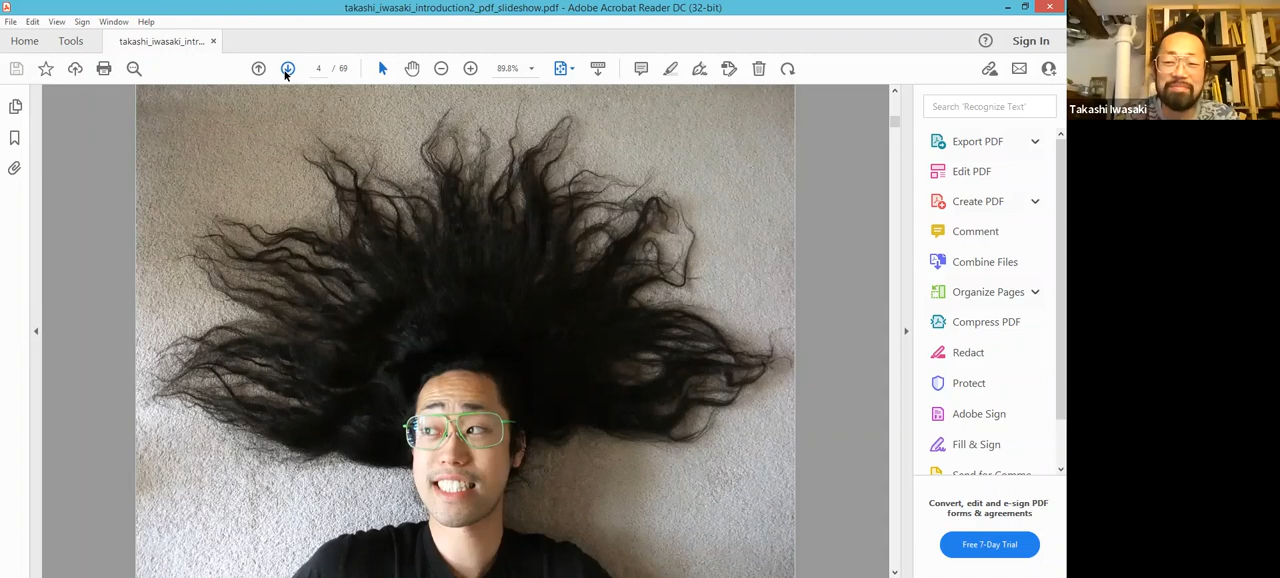 takashi_iwasaki_introduction2_pdf_slideshow.pdf - Adobe Acrobat Reader DC (32-bit)
File Edit View Sign Window Help
Home Tools takashi_iwasaki_intr... Sign In
4 / 69 89.8%
Takashi Iwasaki
Search 'Recognize Text'
Export PDF
Edit PDF
Create PDF
Comment
Combine Files
Organize Pages
Compress PDF
Redact
Protect
Adobe Sign
Fill & Sign
Send for Comme
Convert, edit and e-sign PDF
forms & agreements
Free 7-Day Trial